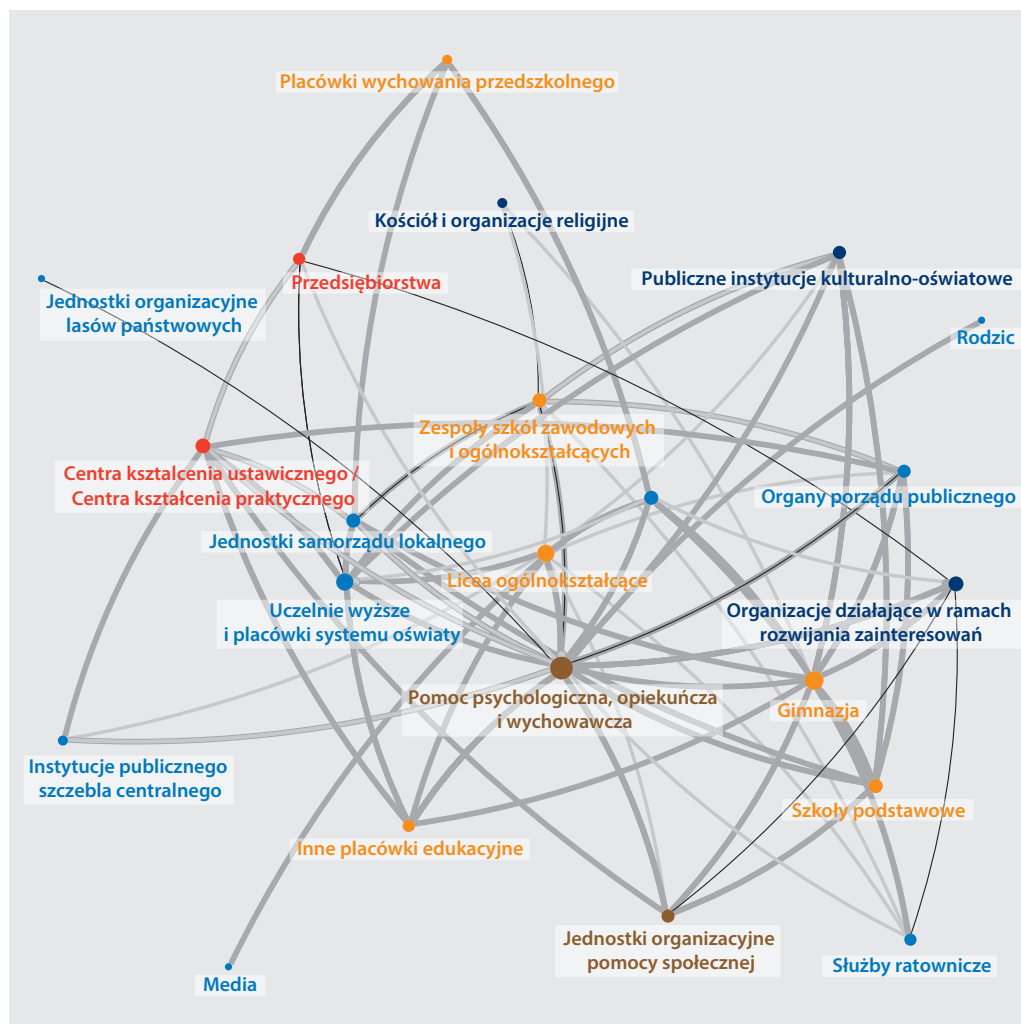 Placówki wychowania przedszkolnego
Kościół i organizacje religijne
Publiczne instytucje kulturalno-oświatowe
Przedsiębiorstwa
Jednostki organizacyjne
lasów państwowych
Rodzic
Zespoły szkół zawodowych
i ogólnokształcących
Centra ksztalcenia ustawicznego /
Centra kształcenia praktycznego
Organy porządu publicznego
Jednostki samorządu lokalnego
Licea ogólnokształcące
Uczelnie wyższe
i placówki systemu oświaty
Organizacje działające w ramach
rozwijania zainteresowań
Pomoc psychologiczna, opiekuńcza
i wychowawcza
Gimnazja
Instytucje publicznego
szczebla centralnego
Szkoły podstawowe
Inne placówki edukacyjne
Jednostki organizacyjne
pomocy społecznej
Służby ratownicze
Media